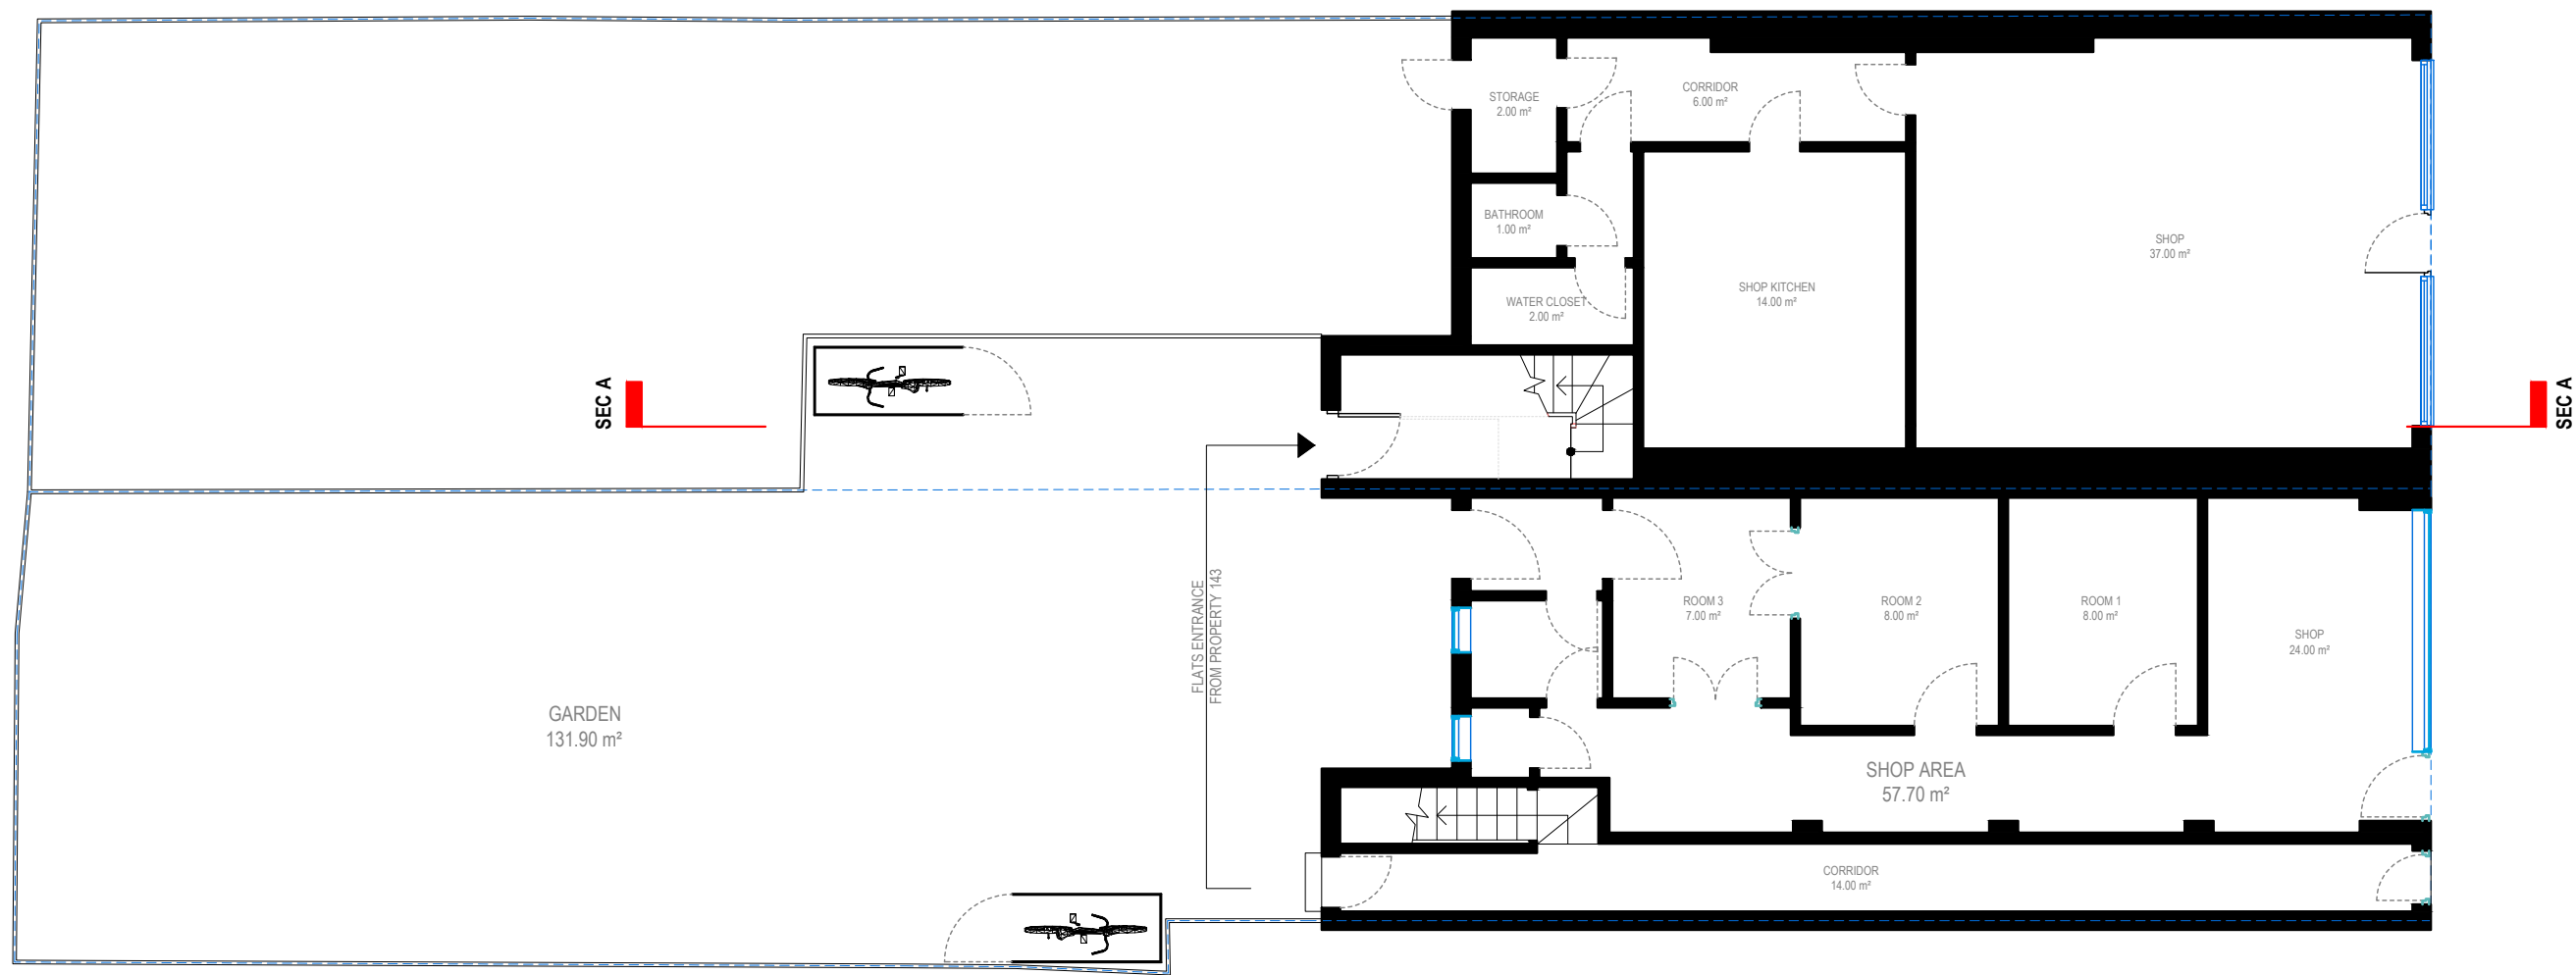 STORAGE
2.00 m²
CORRIDOR
6.00 m²
BATHROOM
1.00 m²
SHOP
37.00 m²
SHOP KITCHEN
14.00 m²
WATER CLOSET
2.00 m²
SEC A
SEC A
FLATS ENTRANCE
FROM PROPERTY 143
ROOM 3
7.00 m²
ROOM 2
8.00 m²
ROOM 1
8.00 m²
SHOP
24.00 m²
GARDEN
131.90 m²
SHOP AREA
57.70 m²
CORRIDOR
14.00 m²